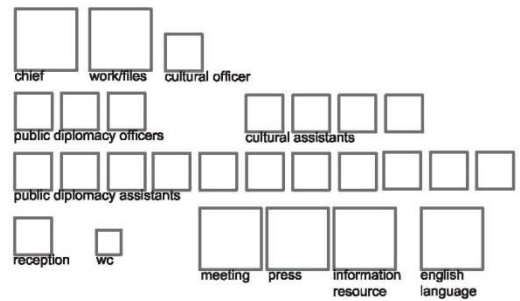 chief
work/files
cultural officer
public diplomacy officers
cultural assistants
public diplomacy assistants
reception
wc
meeting
press
information
resource
english
language